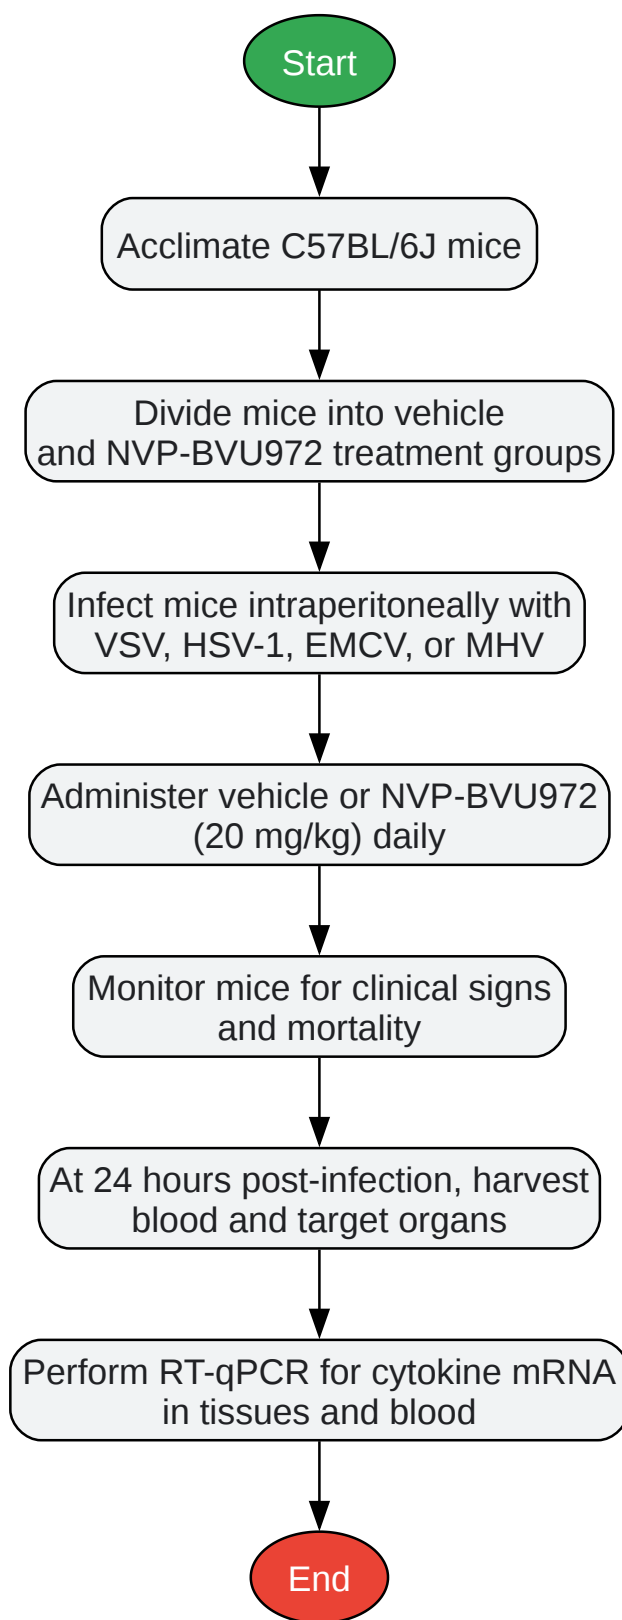 Start
Acclimate C57BL/6J mice
Divide mice into vehicle
and NVP-BVU972 treatment groups
Infect mice intraperitoneally with
VSV, HSV-1, EMCV, or MHV
Administer vehicle or NVP-BVU972
(20 mg/kg) daily
Monitor mice for clinical signs
and mortality
At 24 hours post-infection, harvest
blood and target organs
Perform RT-qPCR for cytokine mRNA
in tissues and blood
End